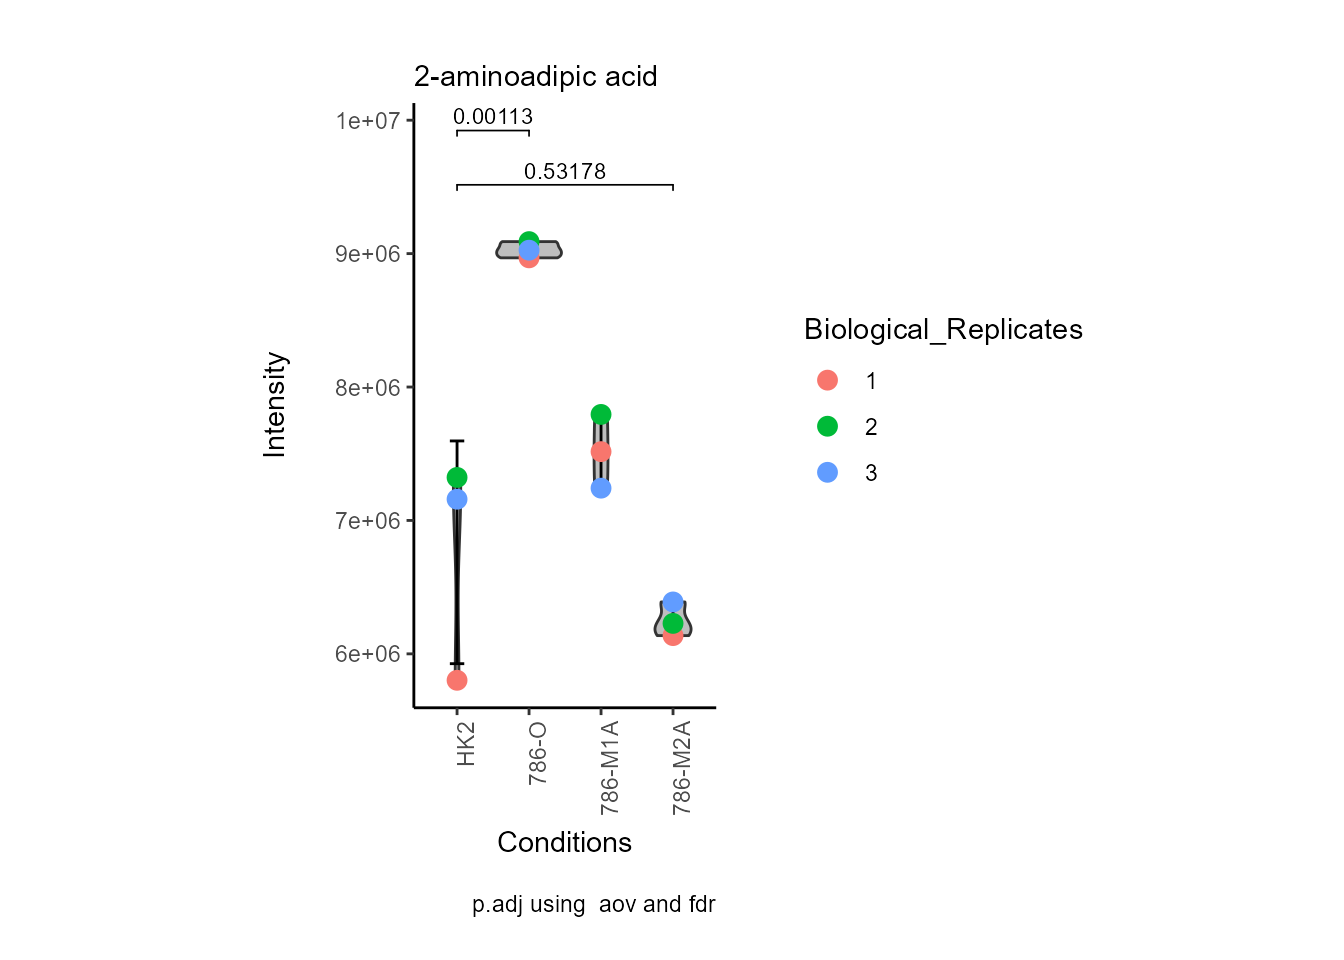 2-aminoadipic acid
0.00113
0.53178
1e+07
9e+06
8e+06
7e+06
6e+06
Intensity
HK2
786-O
786-M1A
786-M2A
Conditions
Biological_Replicates
1
2
3
p.adj using  aov and fdr